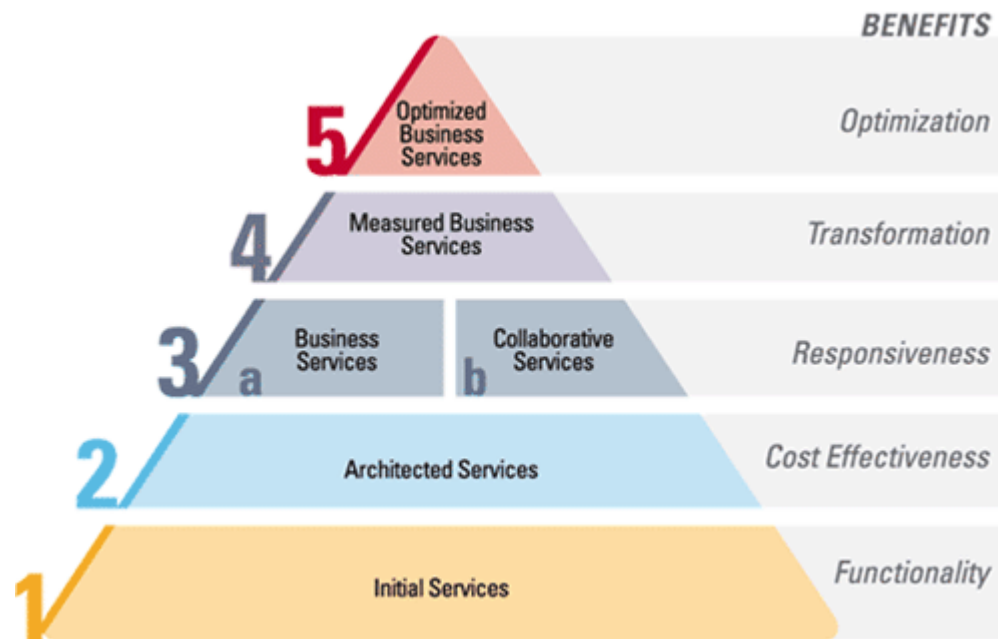 BENEFITS
5
Optimized
Business
Services
Optimization
4
Measured Business
Services
Transformation
3
a
Business
Services
b
Collaborative
Services
Responsiveness
2
Architected Services
Cost Effectiveness
1
Initial Services
Functionality